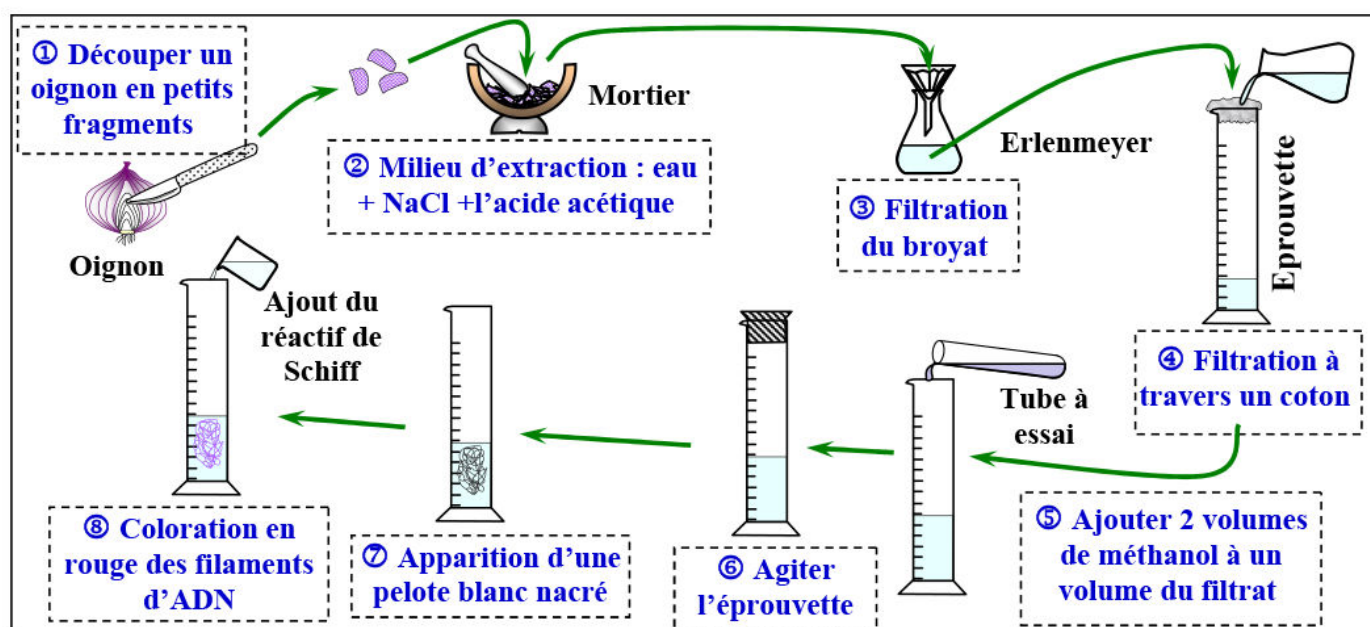 ① Découper un
oignon en petits
fragments
Oignon
Mortier
② Milieu d’extraction : eau
+ NaCl +l’acide acétique
Erlenmeyer
③ Filtration
du broyat
Eprouvette
④ Filtration à
travers un coton
Tube à
essai
⑤ Ajouter 2 volumes
de méthanol à un
volume du filtrat
⑥ Agiter
l’éprouvette
⑦ Apparition d’une
pelote blanc nacré
Ajout du
réactif de
Schiff
⑧ Coloration en
rouge des filaments
d’ADN